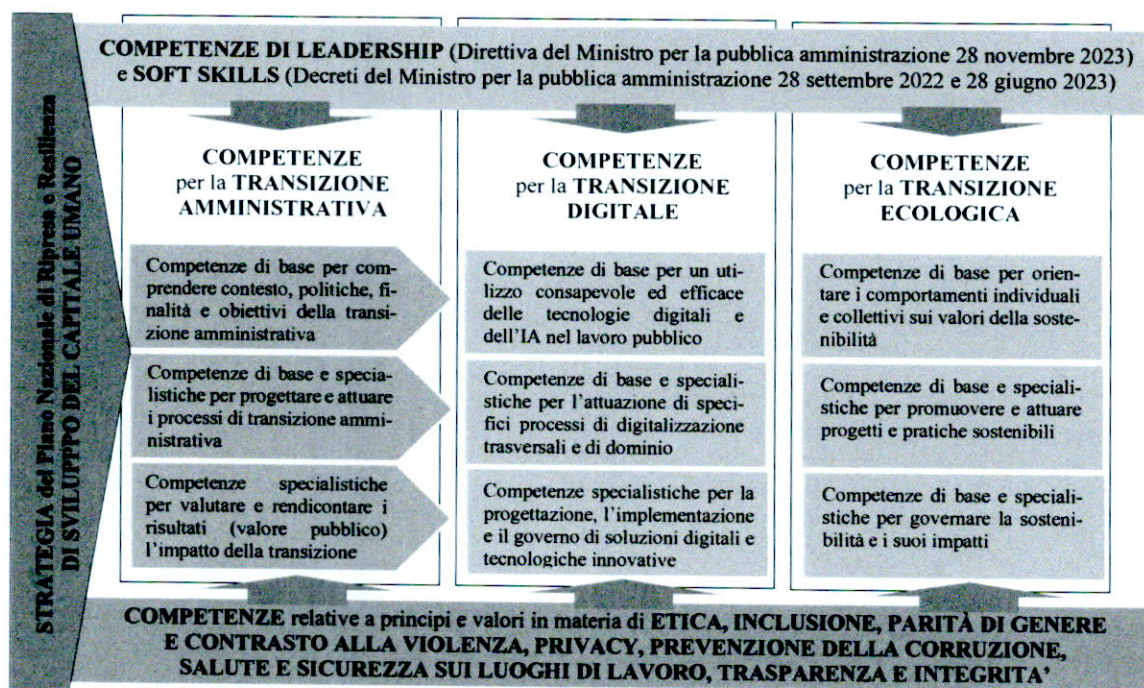 COMPETENZE DI LEADERSHIP (Direttiva del Ministro per la pubblica amministrazione 28 novembre 2023)
e SOFT SKILLS (Decreti del Ministro per la pubblica amministrazione 28 settembre 2022 e 28 giugno 2023)
STRATEGIA del Piano Nazionale di Ripresa e Resilienza
DI SVILUPPO DEL CAPITALE UMANO
COMPETENZE
per la TRANSIZIONE
AMMINISTRATIVA
Competenze di base per com-
prendere contesto, politiche, fi-
nalità e obiettivi della transi-
zione amministrativa
Competenze di base e specia-
listiche per progettare e attuare
i processi di transizione ammi-
nistrativa
Competenze specialistiche
per valutare e rendicontare i
risultati (valore pubblico)
l'impatto della transizione
COMPETENZE
per la TRANSIZIONE
DIGITALE
Competenze di base per un uti-
lizzo consapevole ed efficace
delle tecnologie digitali e
dell'IA nel lavoro pubblico
Competenze di base e speciali-
stiche per l'attuazione di speci-
fici processi di digitalizzazione
trasversali e di dominio
Competenze specialistiche per la
progettazione, l'implementazione
e il governo di soluzioni digitali e
tecnologiche innovative
COMPETENZE
per la TRANSIZIONE
ECOLOGICA
Competenze di base per orien-
tare i comportamenti individuali
e collettivi sui valori della soste-
nibilità
Competenze di base e speciali-
stiche per promuovere e attuare
progetti e pratiche sostenibili
Competenze di base e speciali-
stiche per governare la sosteni-
bilità e i suoi impatti
COMPETENZE relative a principi e valori in materia di ETICA, INCLUSIONE, PARITÀ DI GENERE
E CONTRASTO ALLA VIOLENZA, PRIVACY, PREVENZIONE DELLA CORRUZIONE,
SALUTE E SICUREZZA SUI LUOGHI DI LAVORO, TRASPARENZA E INTEGRITA'